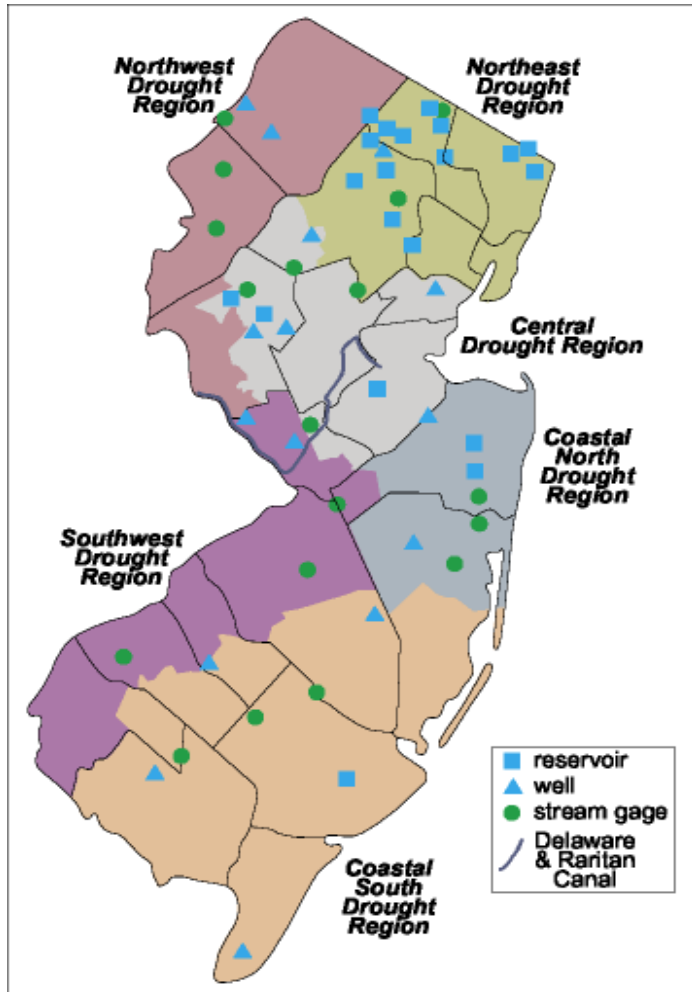 Northwest
Drought
Region
Northeast
Drought
Region
Central
Drought Region
Coastal
North
Drought
Region
Southwest
Drought
Region
Coastal
South
Drought
Region
reservoir
well
stream gage
Delaware
& Raritan
Canal